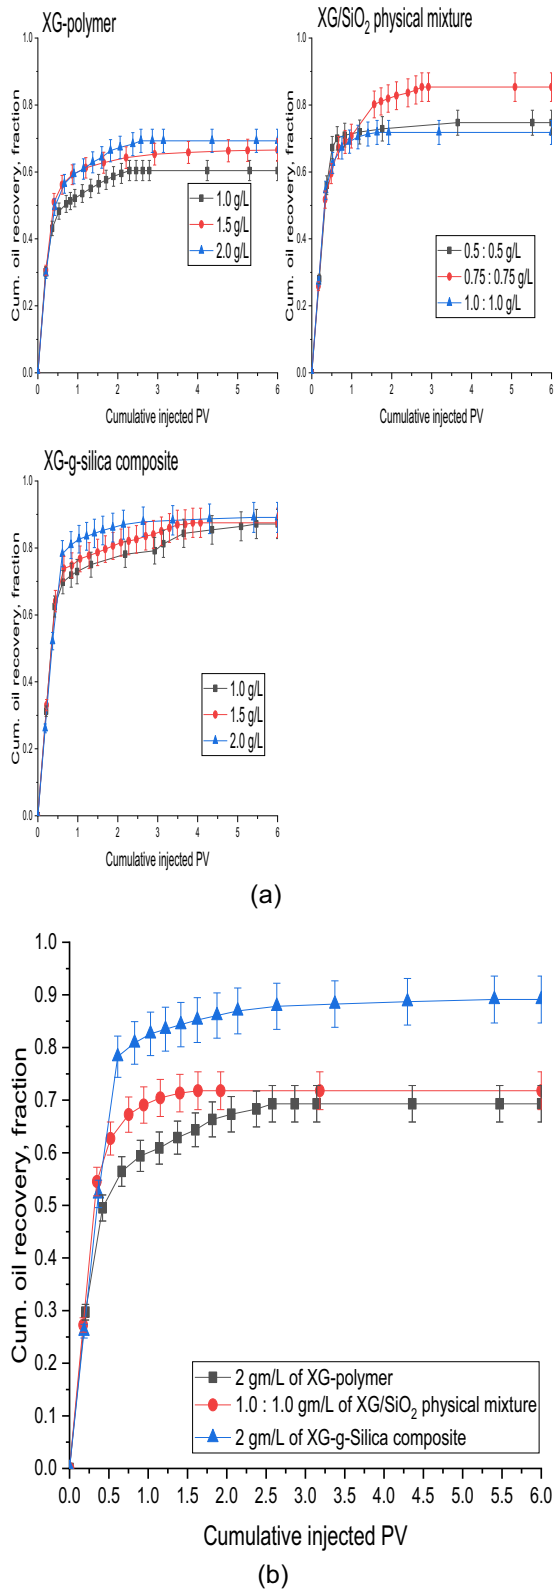 XG-polymer
1.0
0.8
0.6
0.4
0.2
0.0
Cum. oil recovery, fraction
1.0 g/L
1.5 g/L
2.0 g/L
0 1 2 3 4 5 6
Cumulative injected PV
XG/SiO2 physical mixture
1.0
0.8
0.6
0.4
0.2
0.0
Cum. oil recovery, fraction
0.5 : 0.5 g/L
0.75 : 0.75 g/L
1.0 : 1.0 g/L
0 1 2 3 4 5 6
Cumulative injected PV
XG-g-silica composite
1.0
0.8
0.6
0.4
0.2
0.0
Cum. oil recovery, fraction
1.0 g/L
1.5 g/L
2.0 g/L
0 1 2 3 4 5 6
Cumulative injected PV
(a)
1.0
0.9
0.8
0.7
0.6
0.5
0.4
0.3
0.2
0.1
0.0
Cum. oil recovery, fraction
2 gm/L of XG-polymer
1.0 : 1.0 gm/L of XG/SiO2 physical mixture
2 gm/L of XG-g-Silica composite
0.0 0.5 1.0 1.5 2.0 2.5 3.0 3.5 4.0 4.5 5.0 5.5 6.0
Cumulative injected PV
(b)